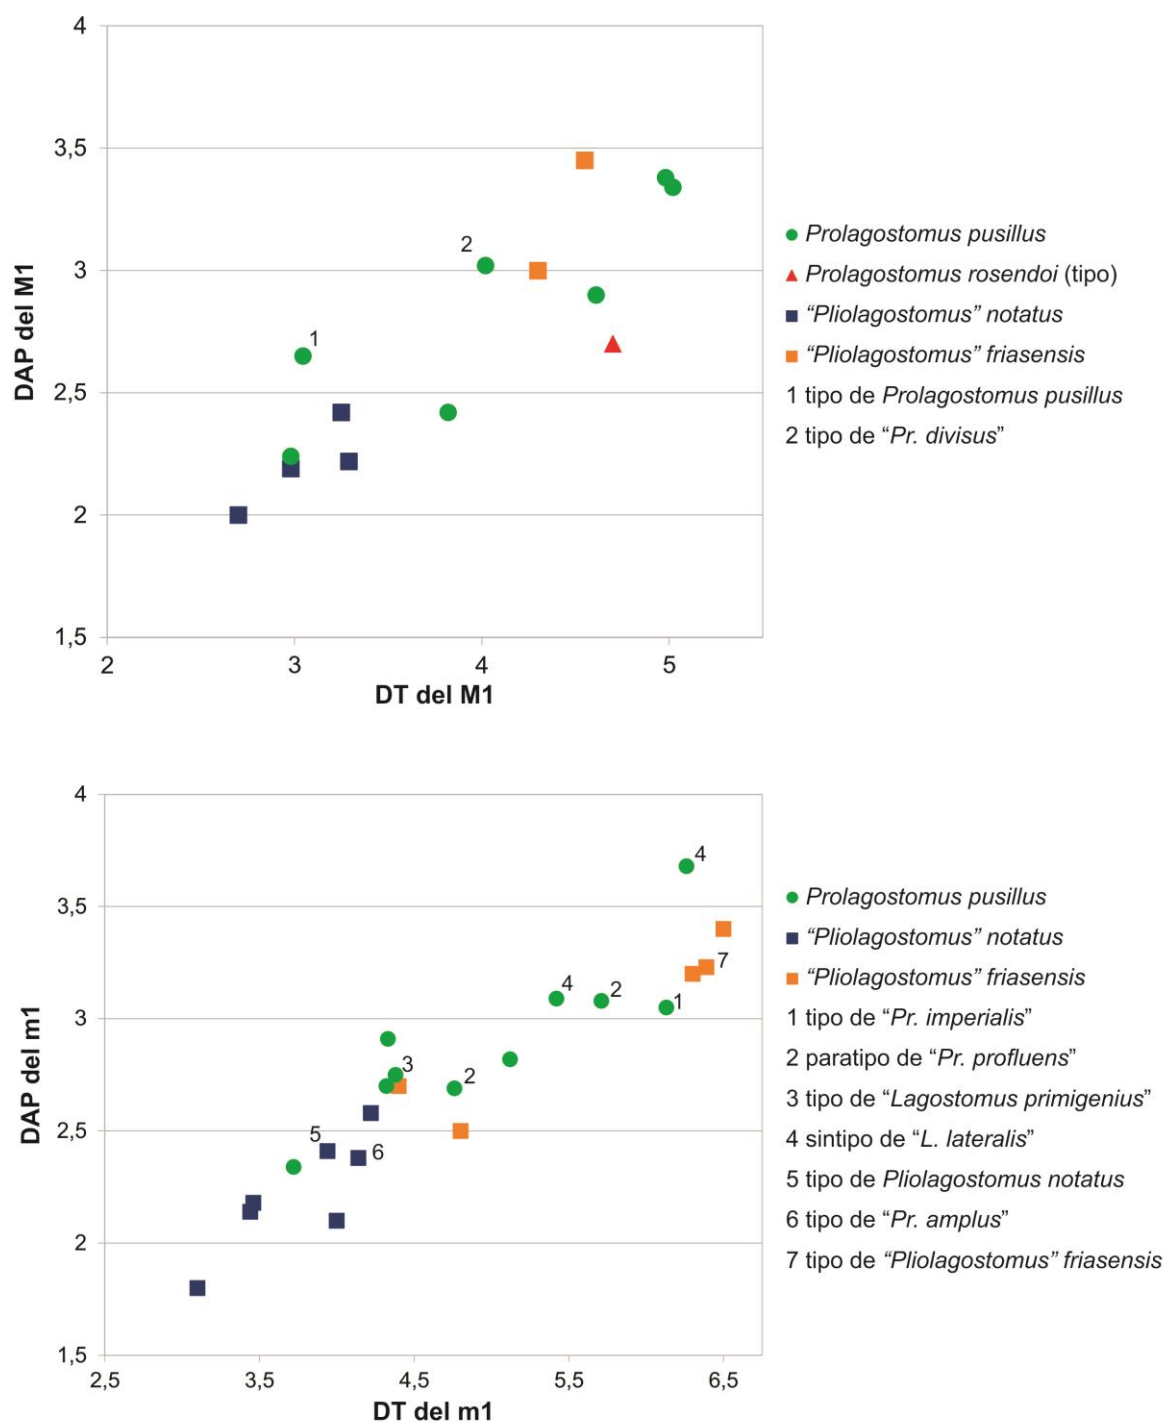 4
3,5
3
2,5
2
1,5
DAP del M1
2
1
2
3
4
5
DT del M1
Prolagostomus pusillus
Prolagostomus rosendoi (tipo)
“Pliolagostomus” notatus
“Pliolagostomus” friasensis
1 tipo de Prolagostomus pusillus
2 tipo de “Pr. divisus”
4
3,5
3
2,5
2
1,5
DAP del m1
4
7
4
2
1
3
2
5
6
2,5
3,5
4,5
5,5
6,5
DT del m1
Prolagostomus pusillus
“Pliolagostomus” notatus
“Pliolagostomus” friasensis
1 tipo de “Pr. imperialis”
2 paratipo de “Pr. profluens”
3 tipo de “Lagostomus primigenius”
4 sintipo de “L. lateralis”
5 tipo de Pliolagostomus notatus
6 tipo de “Pr. amplus”
7 tipo de “Pliolagostomus” friasensis